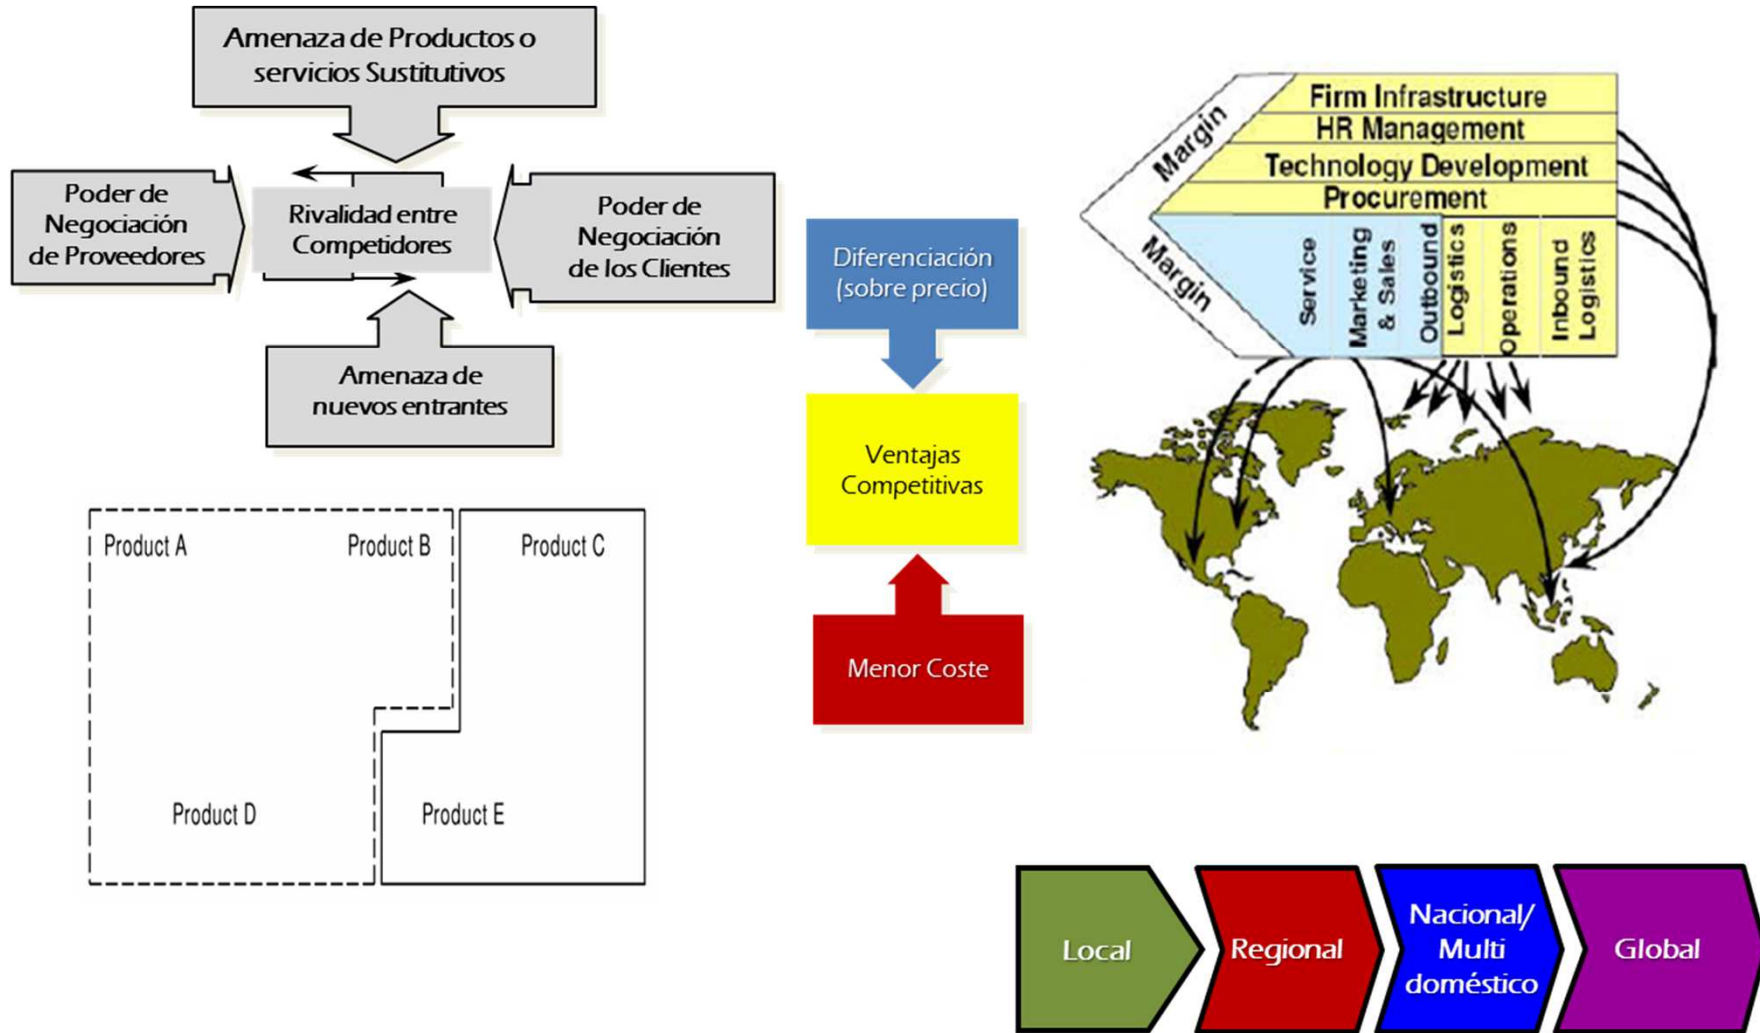 Amenaza de Productos o
servicios Sustitutivos
Poder de
Negociación
de Proveedores
Rivalidad entre
Competidores
Poder de
Negociación
de los Clientes
Amenaza de
nuevos entrantes
Product A
Product B
Product C
Product D
Product E
Diferenciación
(sobre precio)
Ventajas
Competitivas
Menor Coste
Margin
Margin
Firm Infrastructure
HR Management
Technology Development
Procurement
Service
Marketing
& Sales
Outbound
Logistics
Operations
Inbound
Logistics
Local
Regional
Nacional/
Multi
doméstico
Global